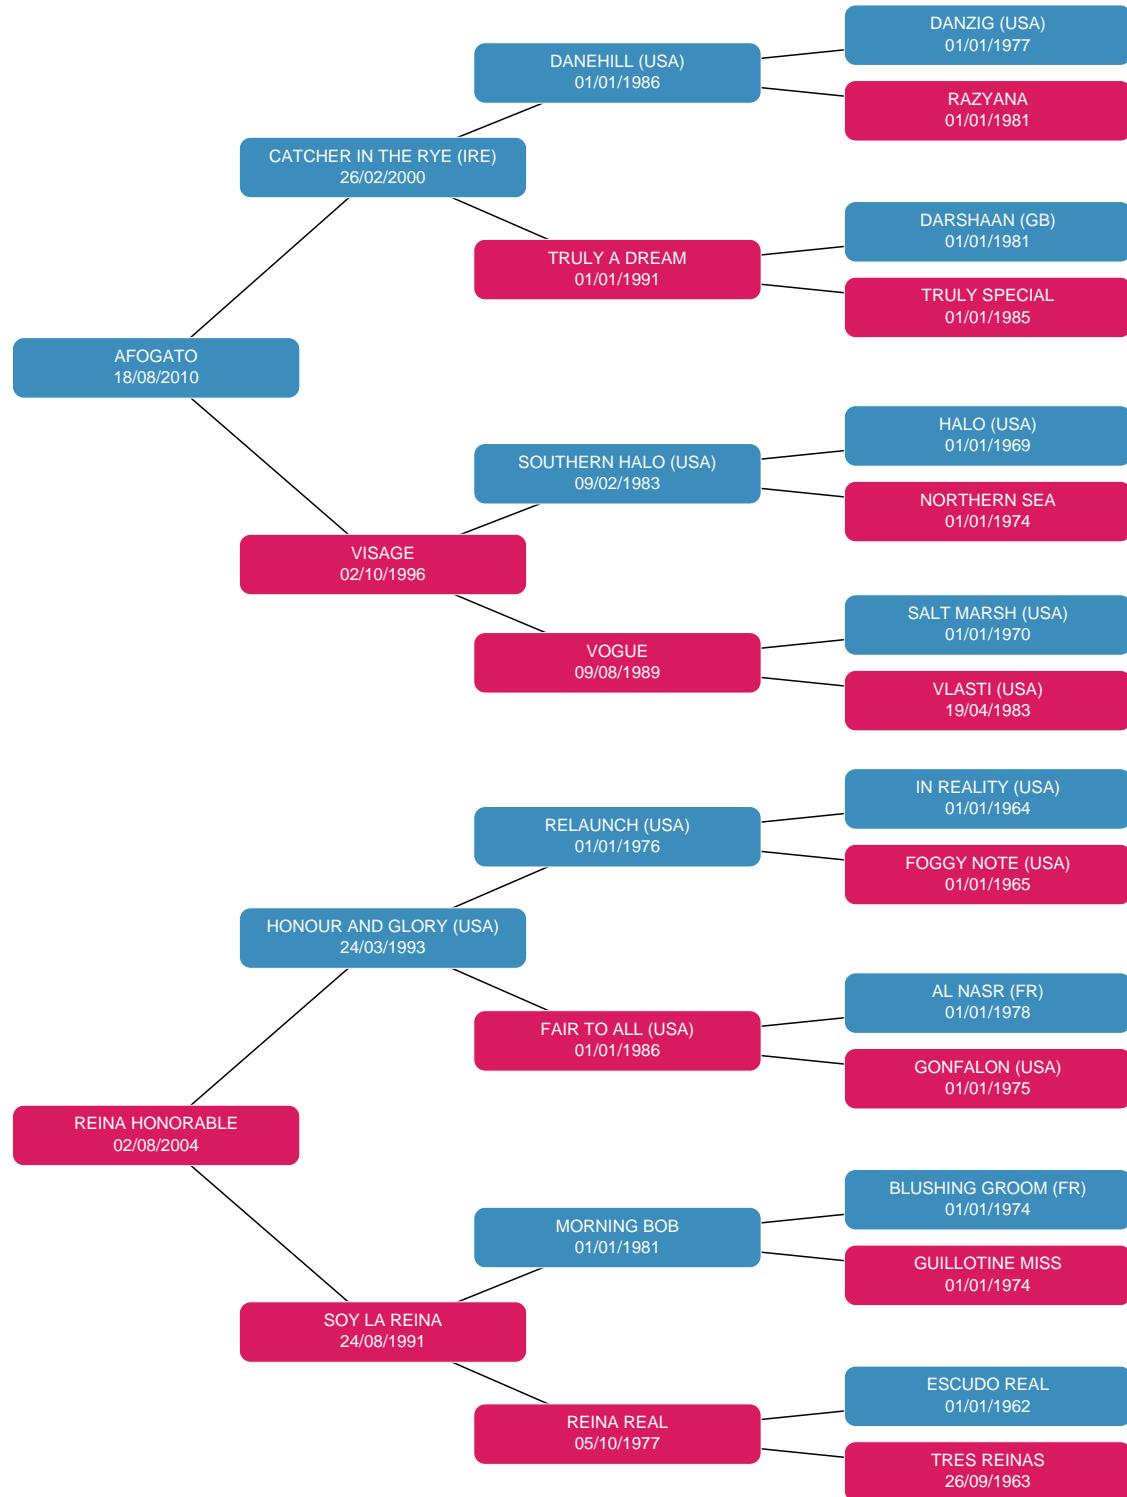 DANZIG (USA)
01/01/1977
DANEHILL (USA)
01/01/1986
RAZYANA
01/01/1981
CATCHER IN THE RYE (IRE)
26/02/2000
DARSHAAN (GB)
01/01/1981
TRULY A DREAM
01/01/1991
TRULY SPECIAL
01/01/1985
AFOGATO
18/08/2010
HALO (USA)
01/01/1969
SOUTHERN HALO (USA)
09/02/1983
NORTHERN SEA
01/01/1974
VISAGE
02/10/1996
SALT MARSH (USA)
01/01/1970
VOGUE
09/08/1989
VLASTI (USA)
19/04/1983
IN REALITY (USA)
01/01/1964
RELAUNCH (USA)
01/01/1976
FOGGY NOTE (USA)
01/01/1965
HONOUR AND GLORY (USA)
24/03/1993
AL NASR (FR)
01/01/1978
FAIR TO ALL (USA)
01/01/1986
GONFALON (USA)
01/01/1975
REINA HONORABLE
02/08/2004
BLUSHING GROOM (FR)
01/01/1974
MORNING BOB
01/01/1981
GUILLOTINE MISS
01/01/1974
SOY LA REINA
24/08/1991
ESCUDO REAL
01/01/1962
REINA REAL
05/10/1977
TRES REINAS
26/09/1963